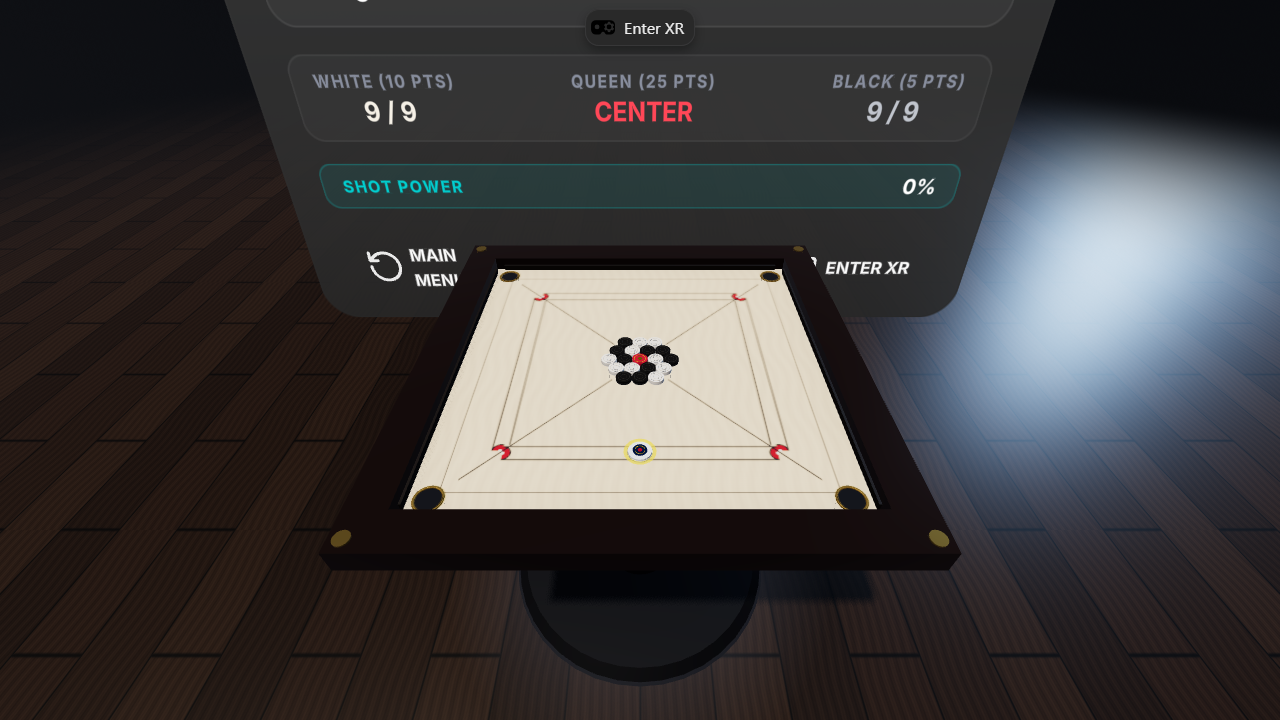 Enter XR
WHITE (10 PTS)
9 / 9
QUEEN (25 PTS)
CENTER
BLACK (5 PTS)
9 / 9
SHOT POWER
0%
MAIN
ENTER XR